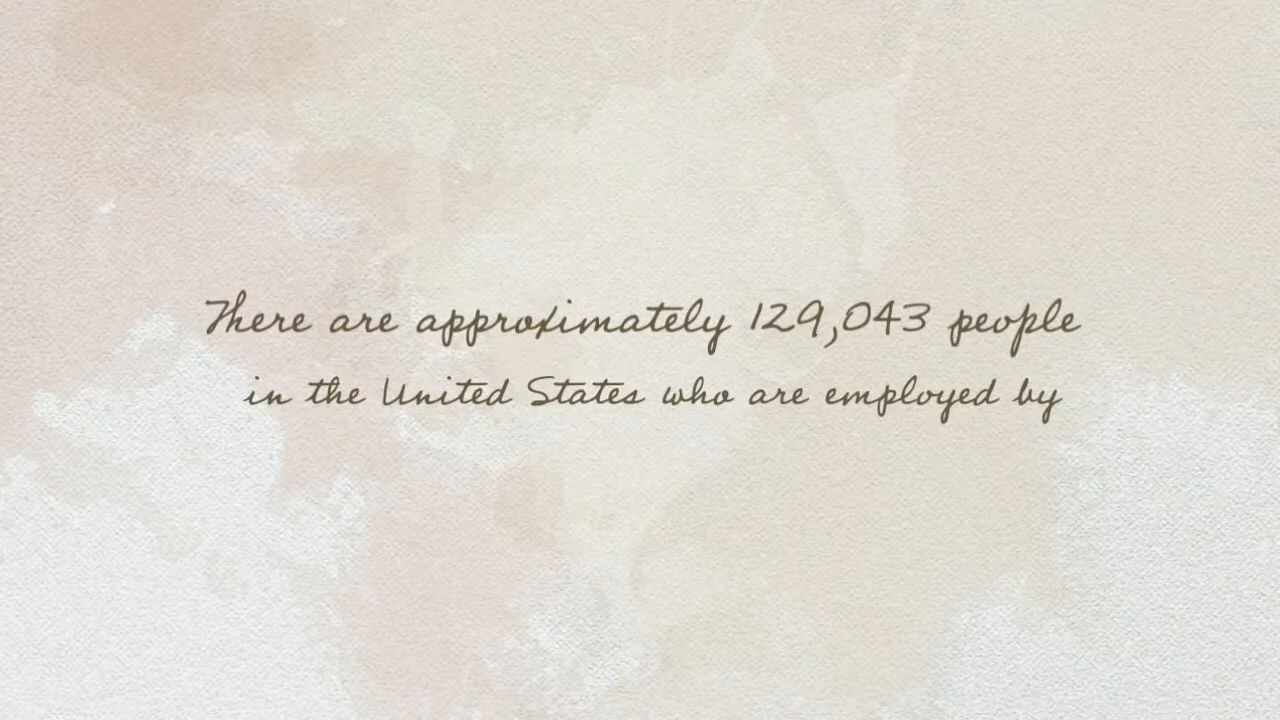 There are approximately 129,043 people
in the United States who are employed by